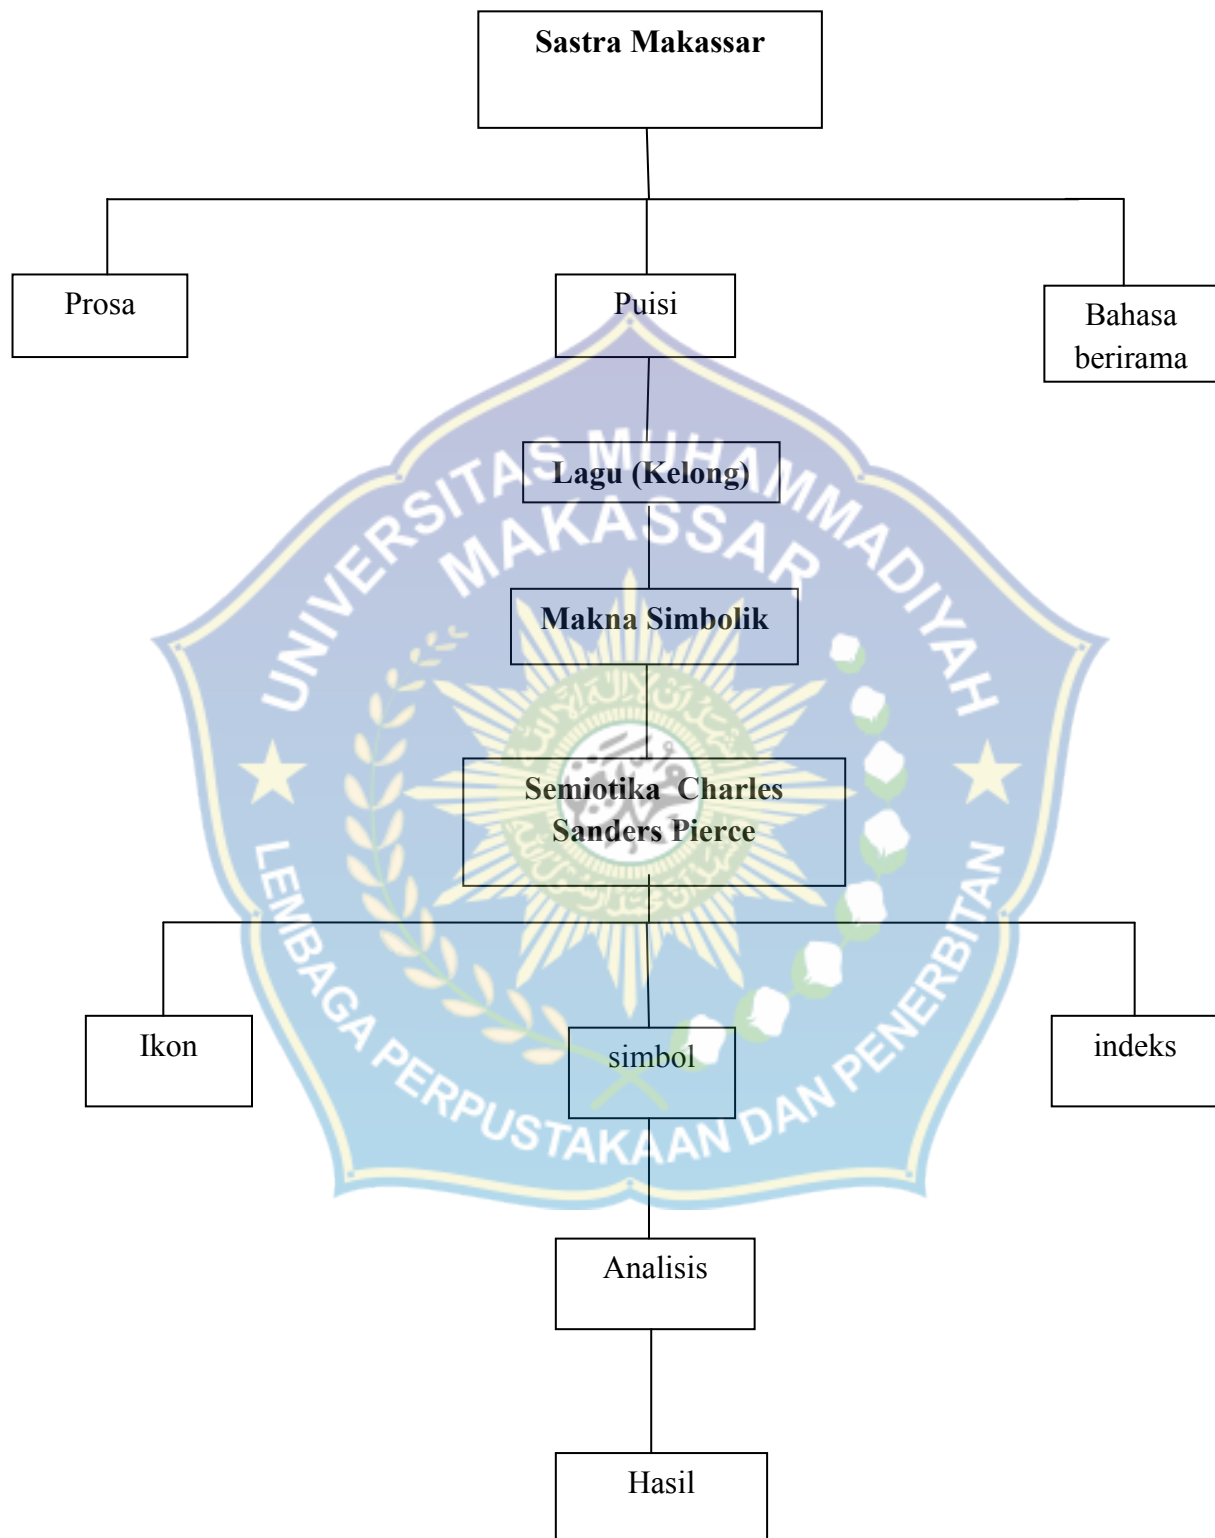 Sastra Makassar
Prosa
Puisi
Bahasa
berirama
Lagu (Kelong)
Makna Simbolik
Semiotika  Charles
Sanders Pierce
Ikon
simbol
indeks
Analisis
Hasil
UNIVERSITAS MUHAMMADIYAH
MAKASSAR
LEMBAGA PERPUSTAKAAN DAN PENERBITAN